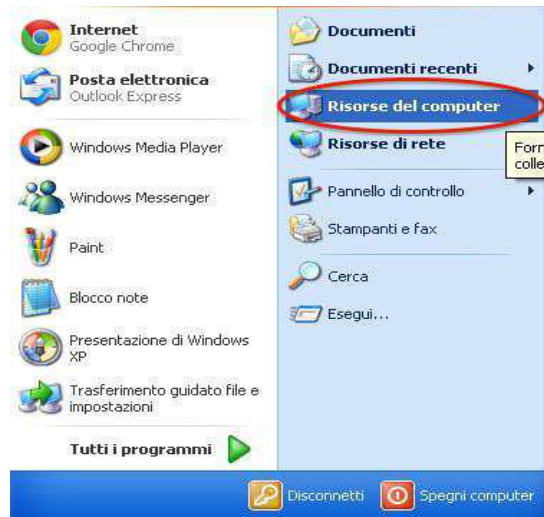 Internet
Google Chrome
Posta elettronica
Outlook Express
Windows Media Player
Windows Messenger
Paint
Blocco note
Presentazione di Windows
XP
Trasferimento guidato file e
impostazioni
Tutti i programmi
Documenti
Documenti recenti
Risorse del computer
Risorse di rete
Forn
colle
Pannello di controllo
Stampanti e fax
Cerca
Esegui...
Disconnetti
Spegni computer